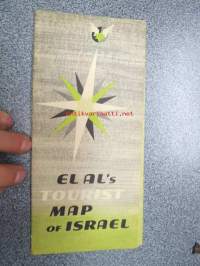 EL AL's
TOURIST
MAP
OF ISRAEL